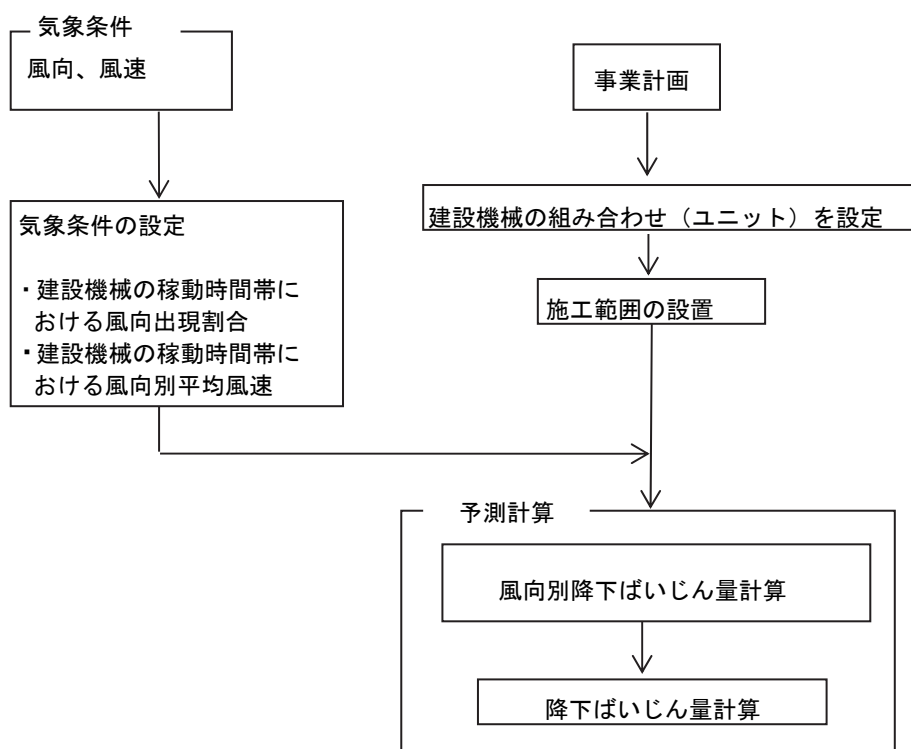 気象条件
風向、風速
事業計画
気象条件の設定
・建設機械の稼動時間帯に
おける風向出現割合
・建設機械の稼動時間帯に
おける風向別平均風速
建設機械の組み合わせ（ユニット）を設定
施工範囲の設置
予測計算
風向別降下ばいじん量計算
降下ばいじん量計算